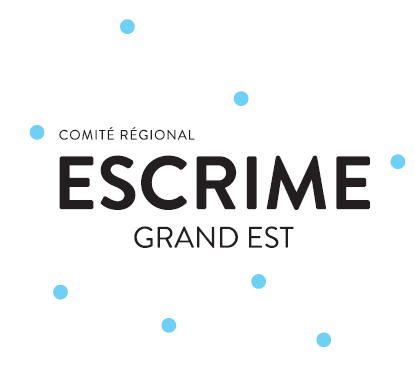 COMITÉ RÉGIONAL
ESCRIME
GRAND EST